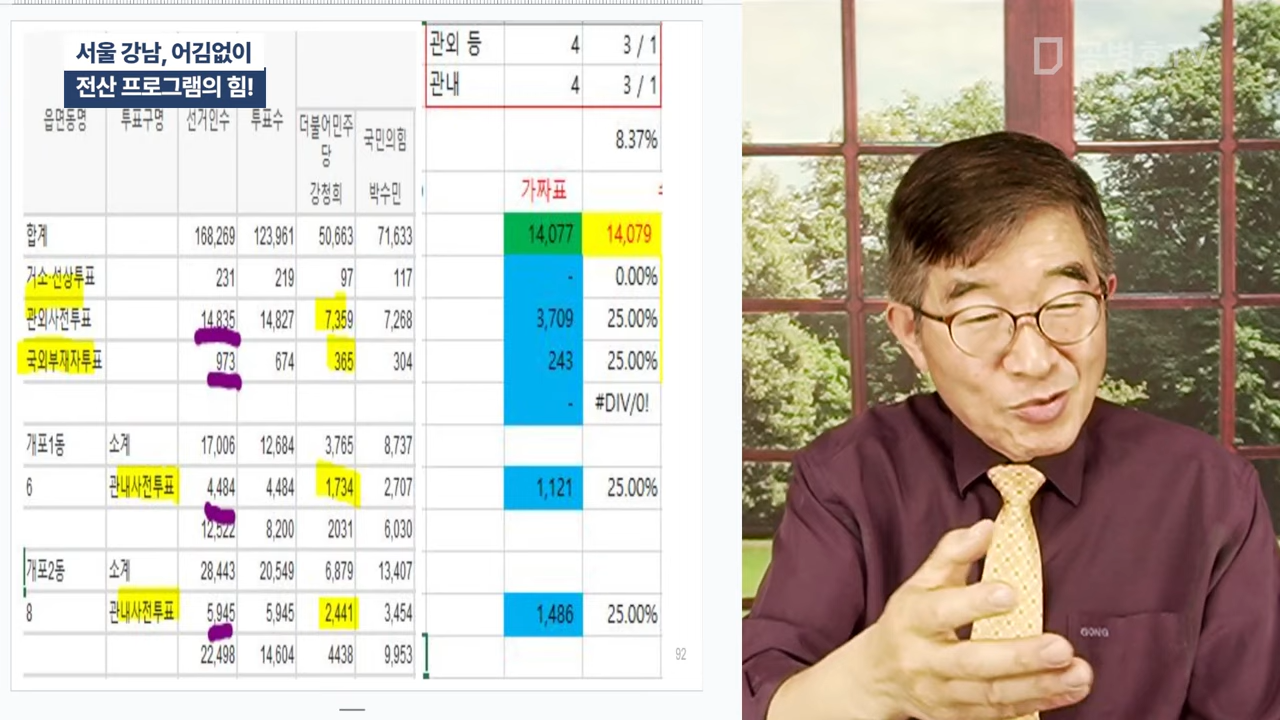 서울 강남, 어김없이
전산 프로그램의 힘!
읍면동명 투표구명 선거인수 투표수 더불어민주당 강청희 국민의힘 박수민
합계 168,269 123,961 50,663 71,633
거소·선상투표 231 219 97 117
관외사전투표 14,835 14,827 7,359 7,268
국외부재자투표 973 674 365 304
개포1동 소계 17,006 12,684 3,765 8,737
6 관내사전투표 4,484 4,484 1,734 2,707
12,522 8,200 2031 6,030
개포2동 소계 28,443 20,549 6,879 13,407
8 관내사전투표 5,945 5,945 2,441 3,454
22,498 14,604 4438 9,953
관외 등 4 3 / 1
관내 4 3 / 1
8.37%
가짜표
14,077 14,079
- 0.00%
3,709 25.00%
243 25.00%
- #DIV/0!
1,121 25.00%
1,486 25.00%
92
GONG